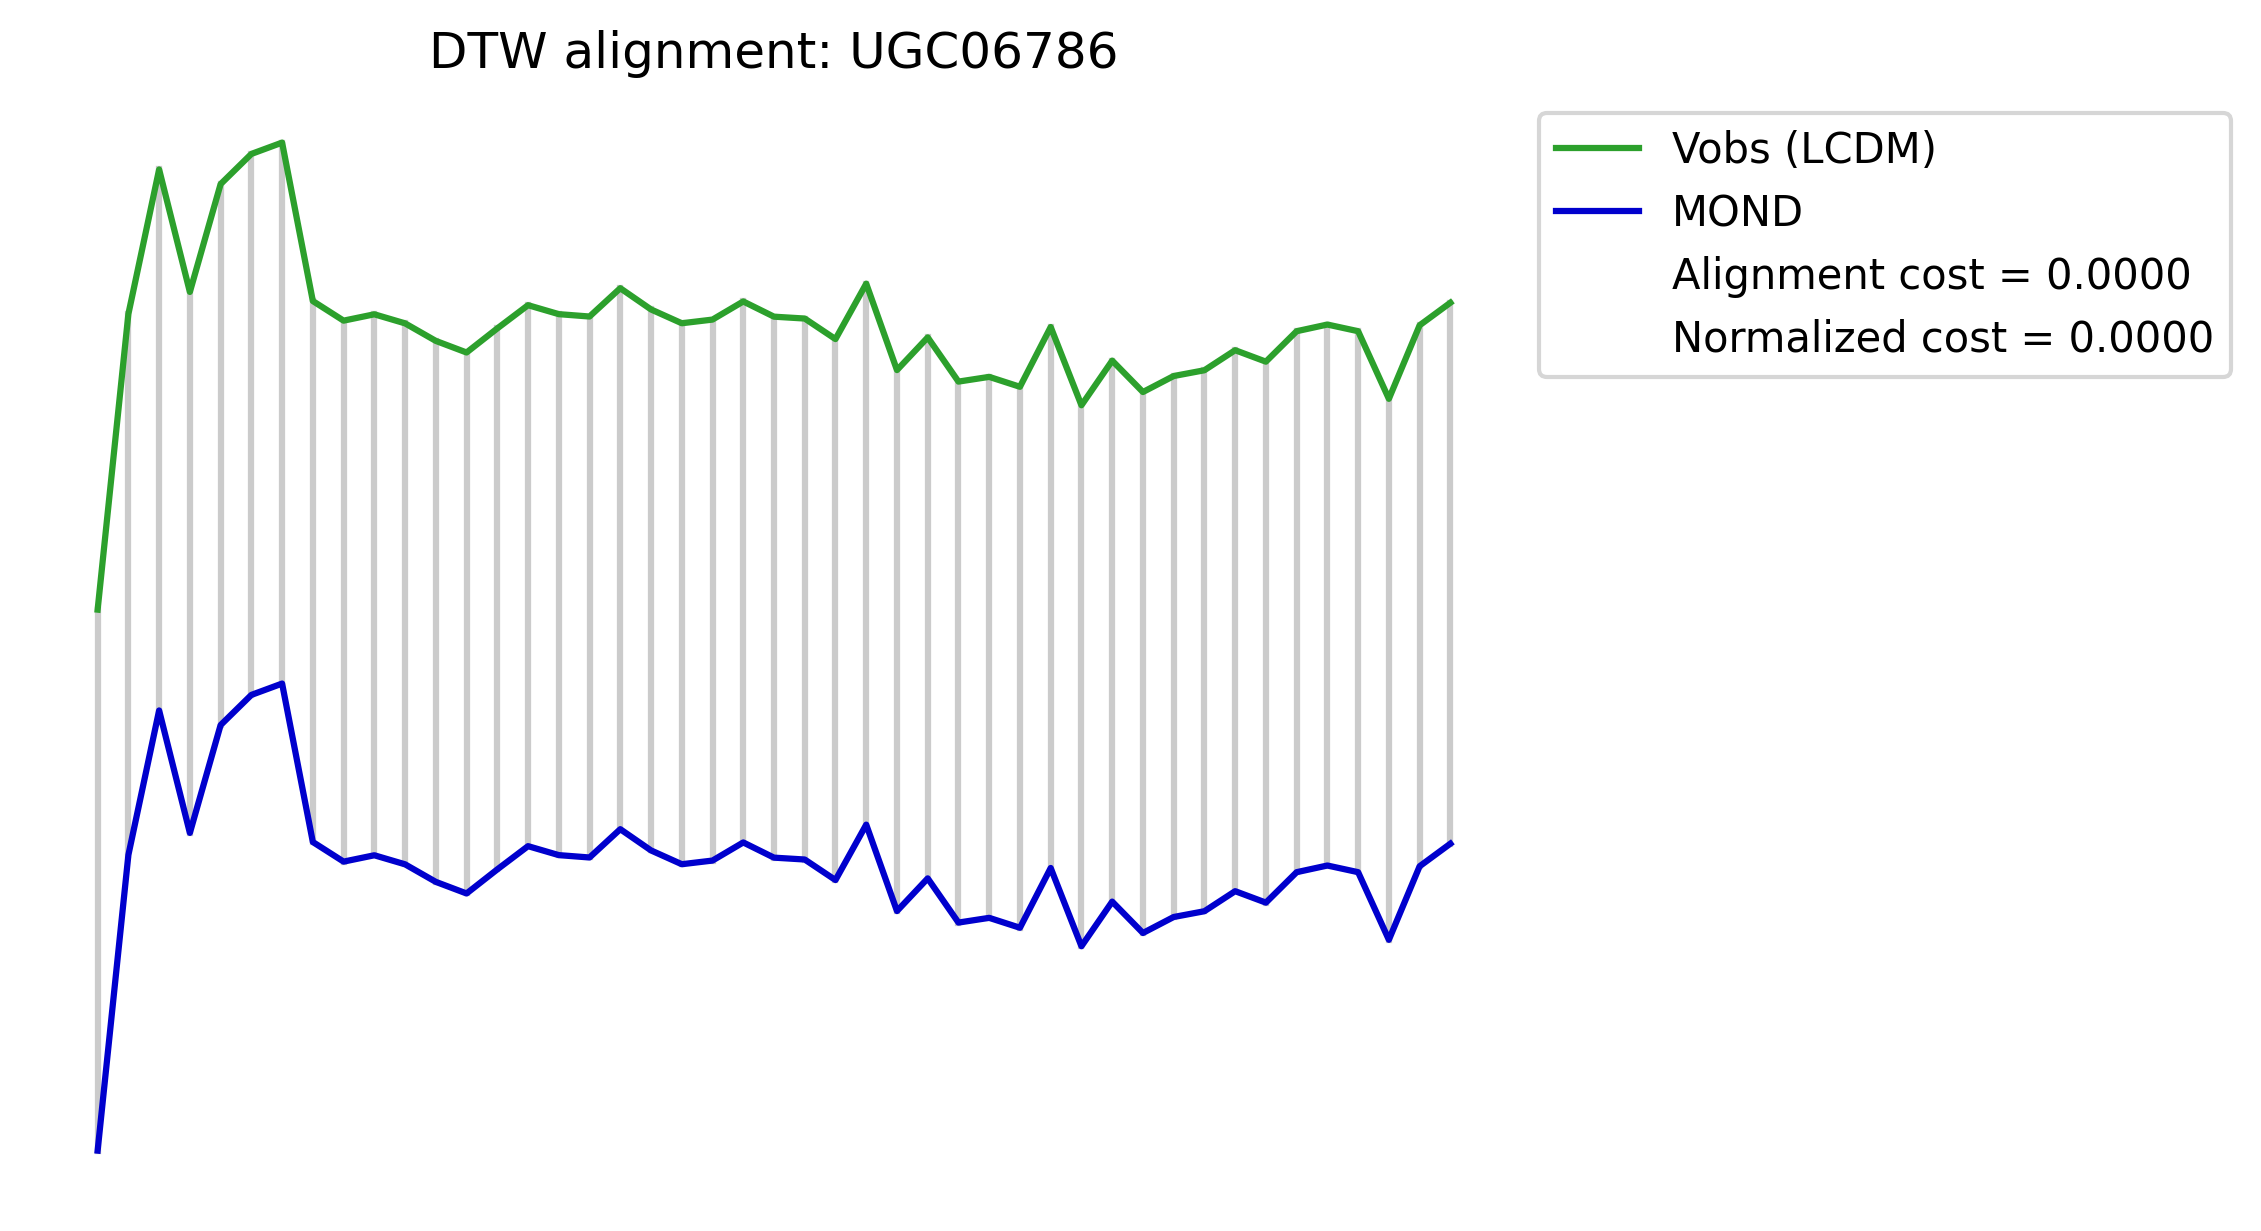 DTW alignment: UGC06786
Vobs (LCDM)
MOND
Alignment cost = 0.0000
Normalized cost = 0.0000